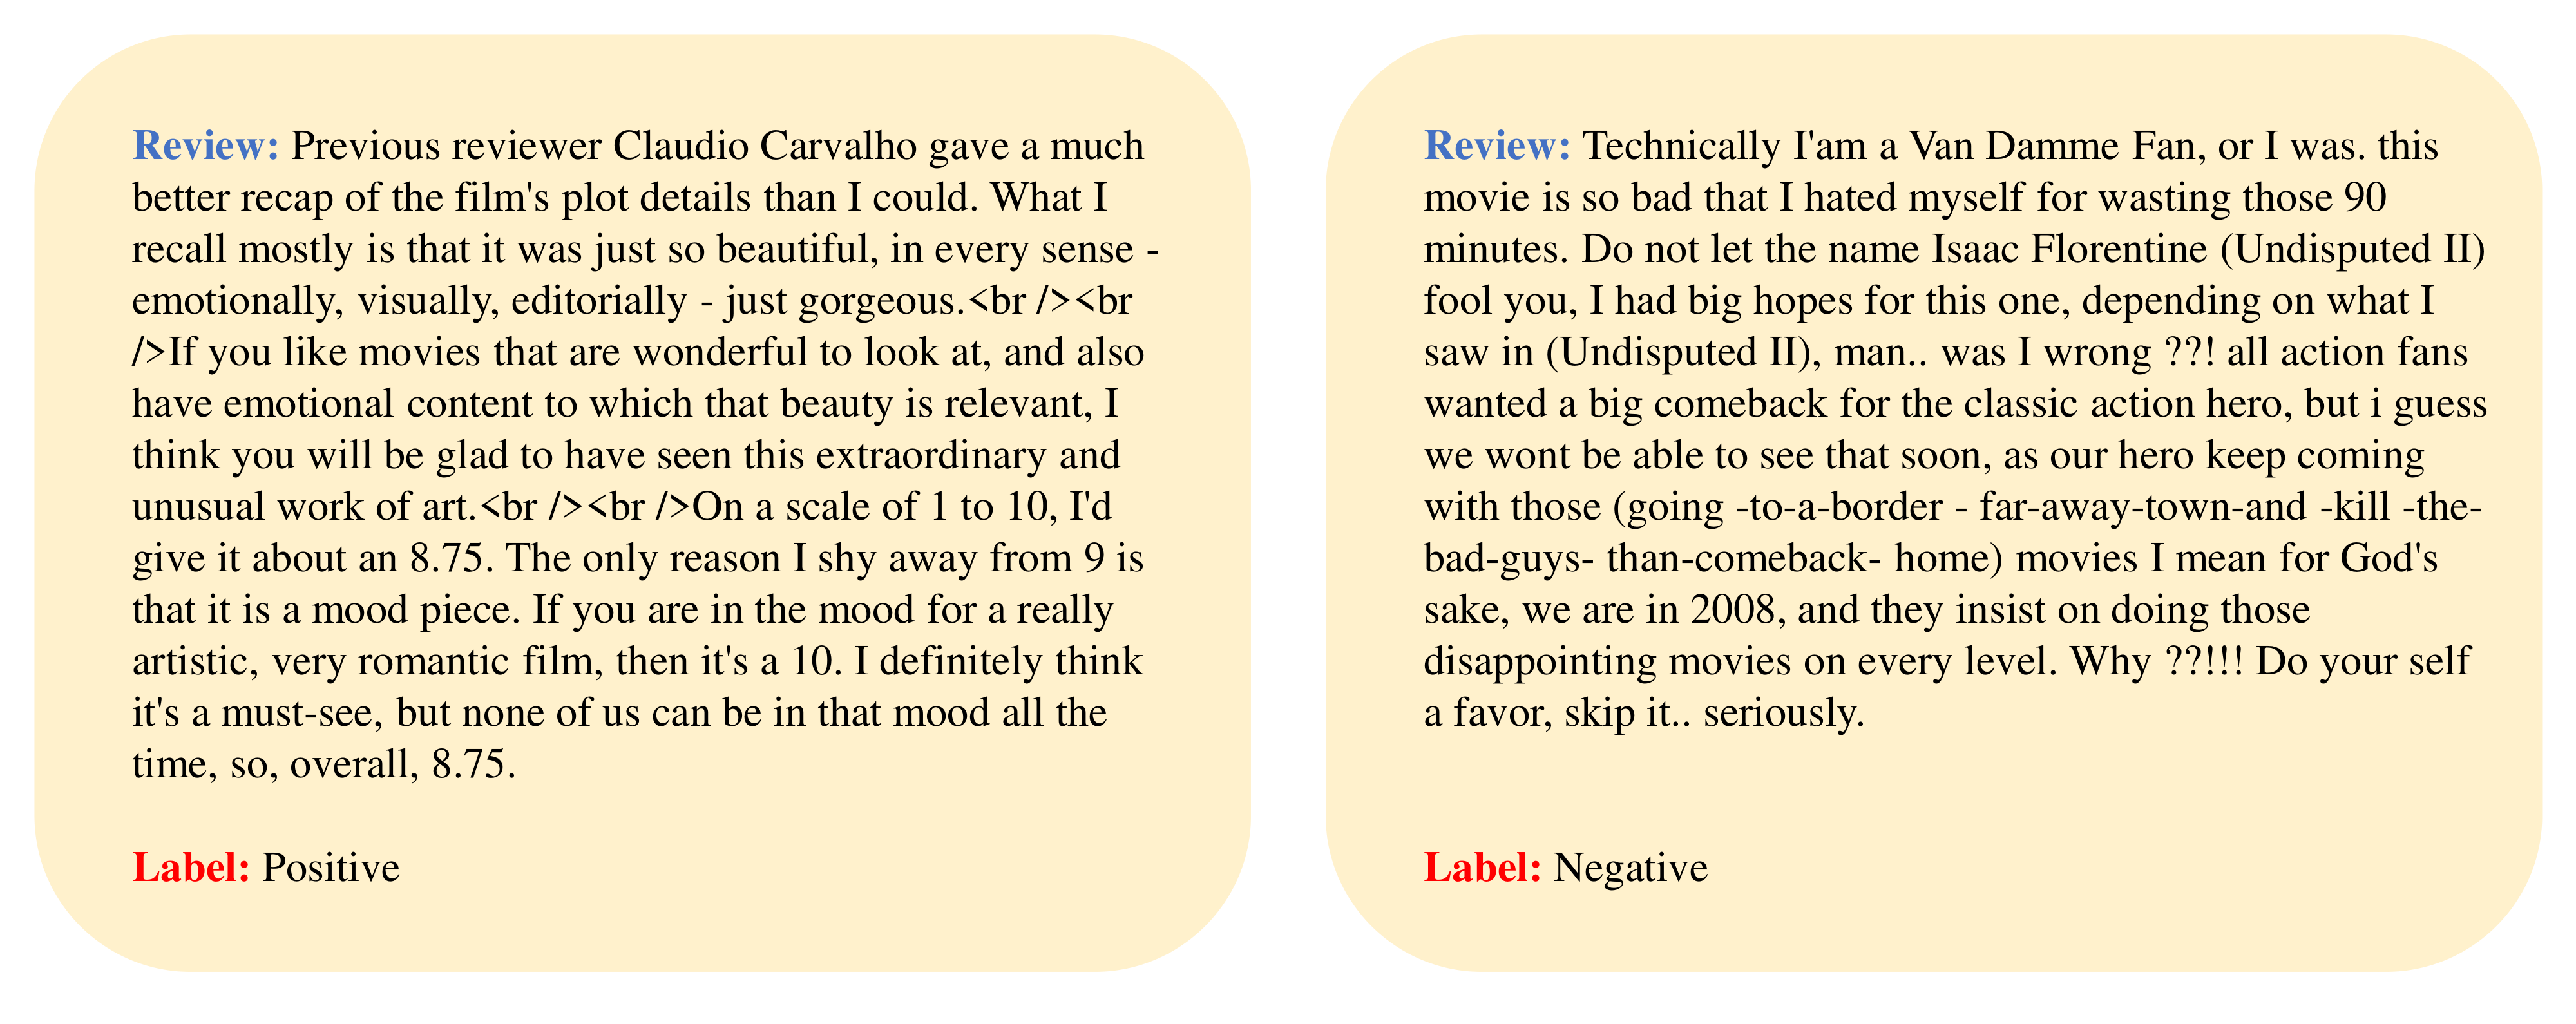 Review: Previous reviewer Claudio Carvalho gave a much
better recap of the film's plot details than I could. What I
recall mostly is that it was just so beautiful, in every sense -
emotionally, visually, editorially - just gorgeous.<br /><br
/>If you like movies that are wonderful to look at, and also
have emotional content to which that beauty is relevant, I
think you will be glad to have seen this extraordinary and
unusual work of art.<br /><br />On a scale of 1 to 10, I'd
give it about an 8.75. The only reason I shy away from 9 is
that it is a mood piece. If you are in the mood for a really
artistic, very romantic film, then it's a 10. I definitely think
it's a must-see, but none of us can be in that mood all the
time, so, overall, 8.75.
Label: Positive
Review: Technically I'am a Van Damme Fan, or I was. this
movie is so bad that I hated myself for wasting those 90
minutes. Do not let the name Isaac Florentine (Undisputed II)
fool you, I had big hopes for this one, depending on what I
saw in (Undisputed II), man.. was I wrong ??! all action fans
wanted a big comeback for the classic action hero, but i guess
we wont be able to see that soon, as our hero keep coming
with those (going -to-a-border - far-away-town-and -kill -the-
bad-guys- than-comeback- home) movies I mean for God's
sake, we are in 2008, and they insist on doing those
disappointing movies on every level. Why ??!!! Do your self
a favor, skip it.. seriously.
Label: Negative